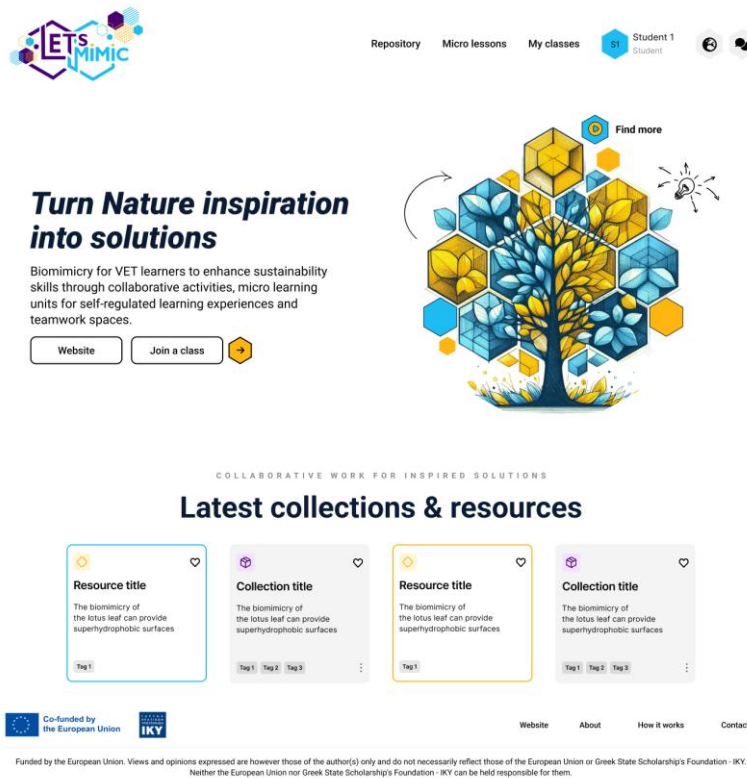 LET'S
MiMiC
Repository Micro lessons My classes S1 Student 1
Student
Find more
Turn Nature inspiration
into solutions
Biomimicry for VET learners to enhance sustainability
skills through collaborative activities, micro learning
units for self-regulated learning experiences and
teamwork spaces.
Website Join a class
COLLABORATIVE WORK FOR INSPIRED SOLUTIONS
Latest collections & resources
Resource title
The biomimicry of
the lotus leaf can provide
superhydrophobic surfaces
Tag 1
Collection title
The biomimicry of
the lotus leaf can provide
superhydrophobic surfaces
Tag 1 Tag 2 Tag 3
Resource title
The biomimicry of
the lotus leaf can provide
superhydrophobic surfaces
Tag 1
Collection title
The biomimicry of
the lotus leaf can provide
superhydrophobic surfaces
Tag 1 Tag 2 Tag 3
Co-funded by
the European Union
IKY
Website About How it works Contact
Funded by the European Union. Views and opinions expressed are however those of the author(s) only and do not necessarily reflect those of the European Union or Greek State Scholarship's Foundation - IKY.
Neither the European Union nor Greek State Scholarship's Foundation - IKY can be held responsible for them.